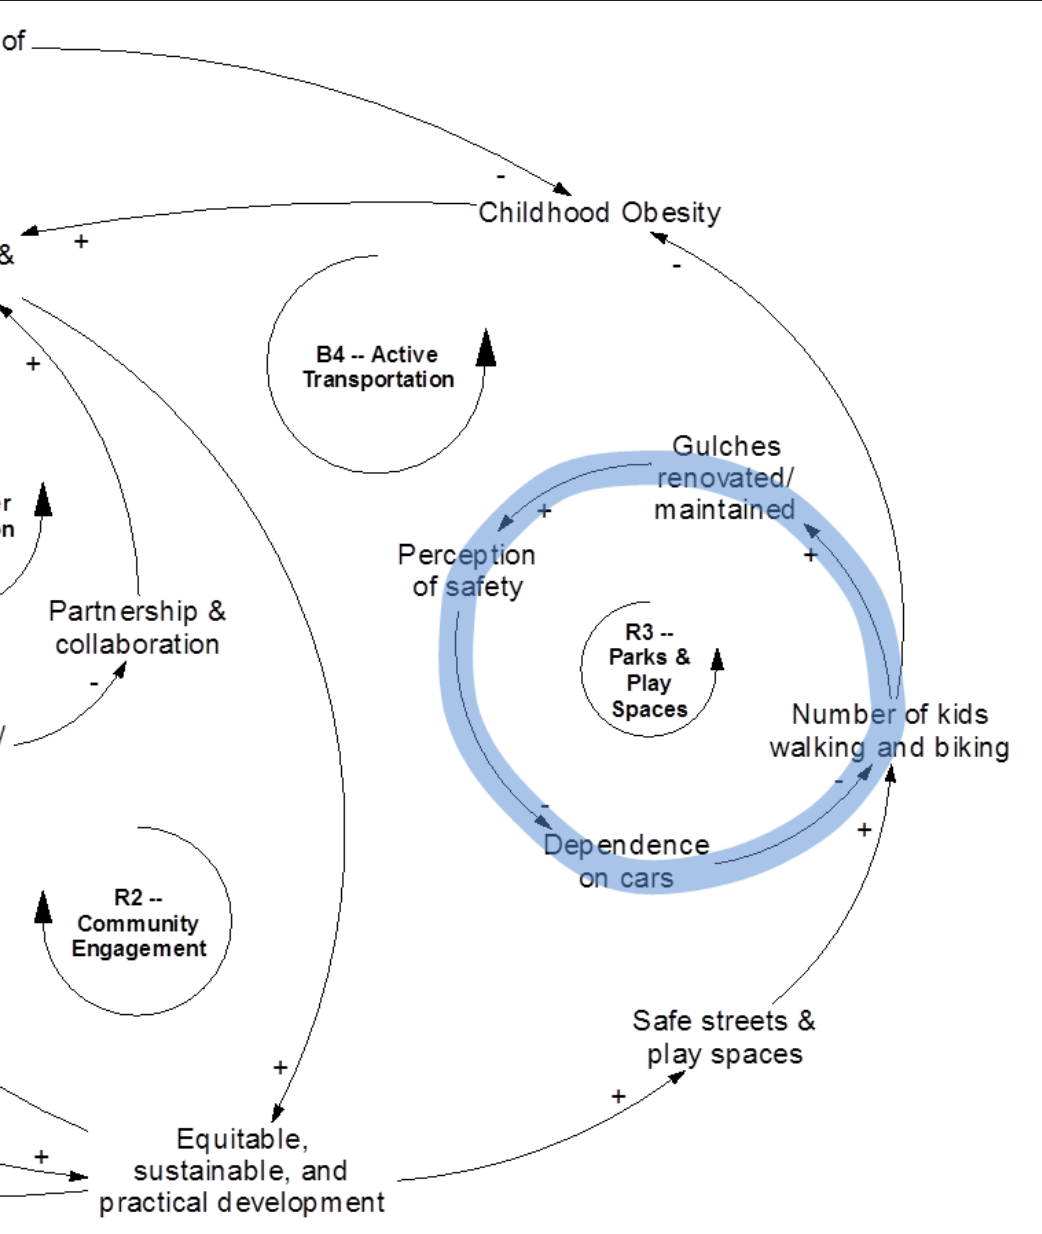 of
-
Childhood Obesity
+
&
-
+
B4 -- Active
Transportation
Gulches
renovated/
maintained
+
+
Perception
of safety
r
n
Partnership &
collaboration
R3 --
Parks &
Play
Spaces
-
/
Number of kids
walking and biking
-
-
+
Dependence
on cars
R2 --
Community
Engagement
Safe streets &
play spaces
+
+
+
Equitable,
sustainable, and
practical development